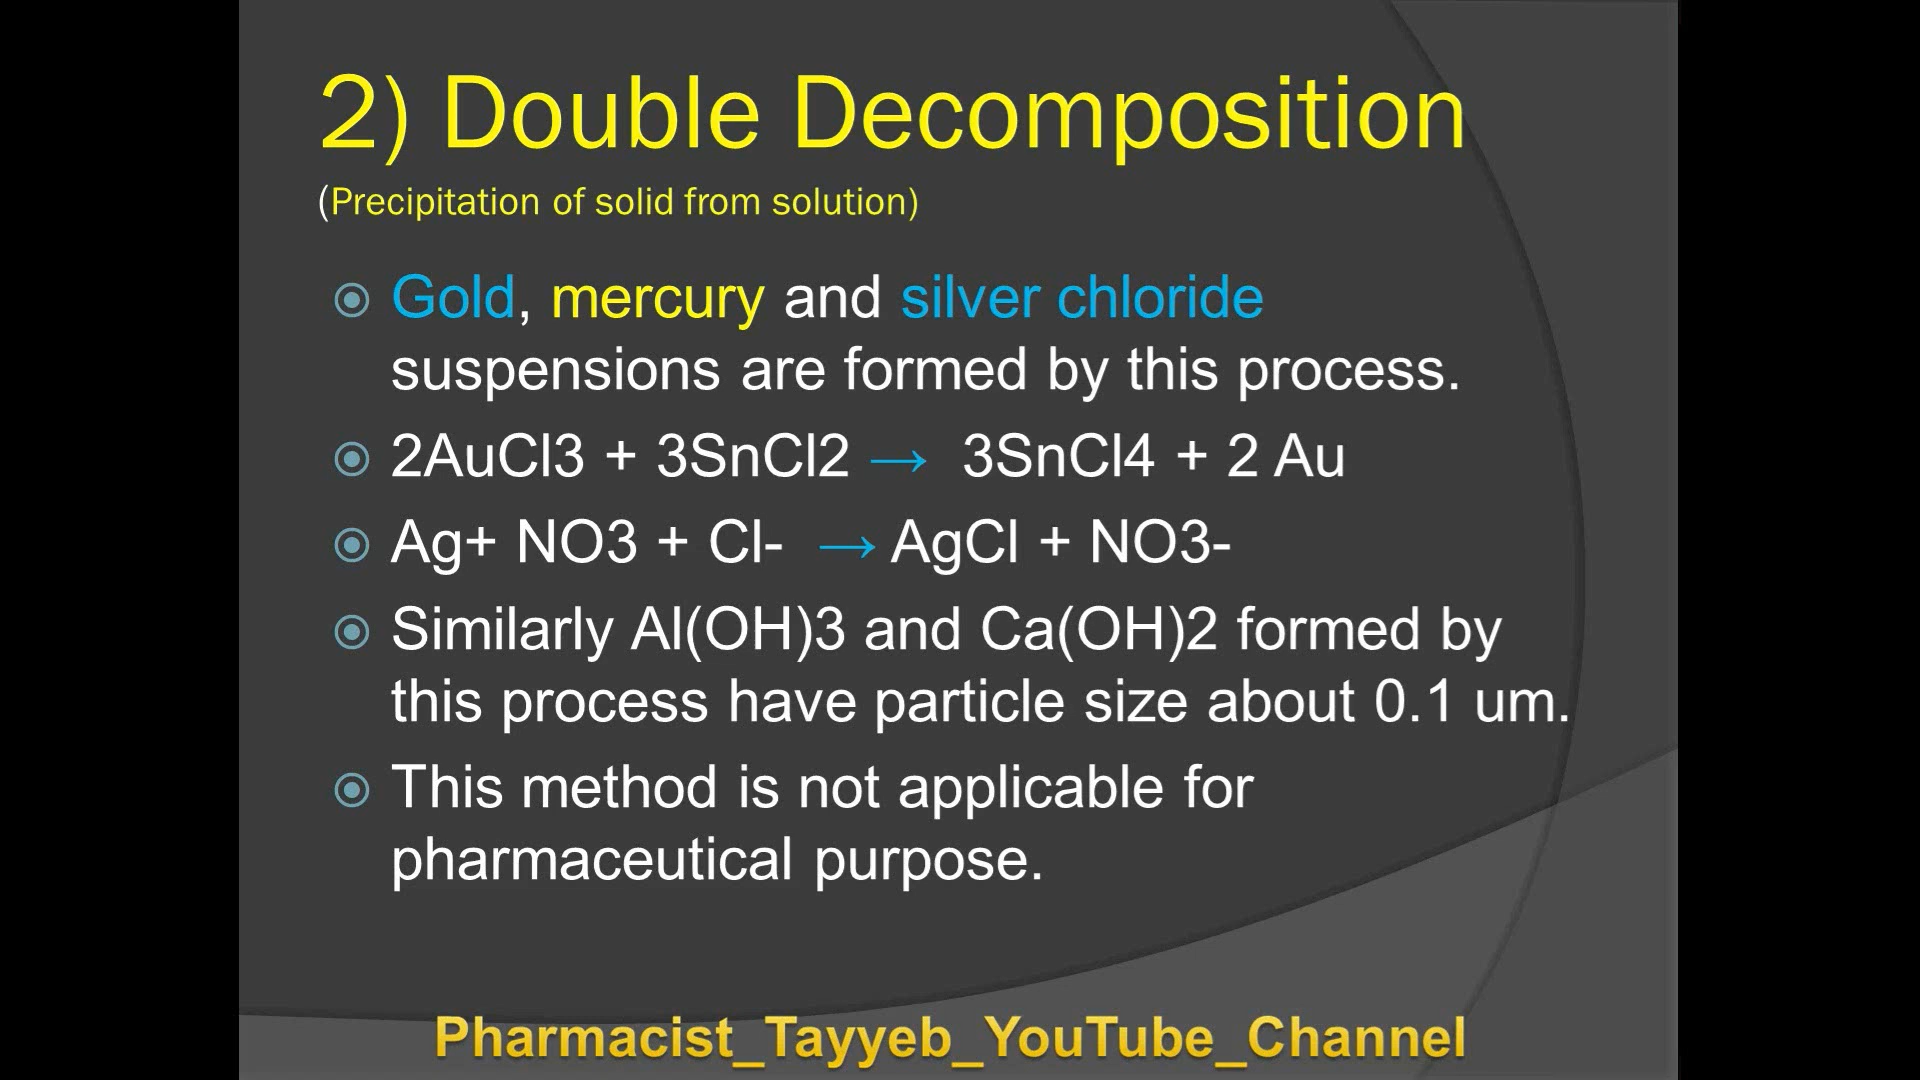 2) Double Decomposition
(Precipitation of solid from solution)
Gold, mercury and silver chloride
suspensions are formed by this process.
2AuCl3 + 3SnCl2 → 3SnCl4 + 2 Au
Ag+ NO3 + Cl- → AgCl + NO3-
Similarly Al(OH)3 and Ca(OH)2 formed by
this process have particle size about 0.1 um.
This method is not applicable for
pharmaceutical purpose.
Pharmacist_Tayyeb_YouTube_Channel